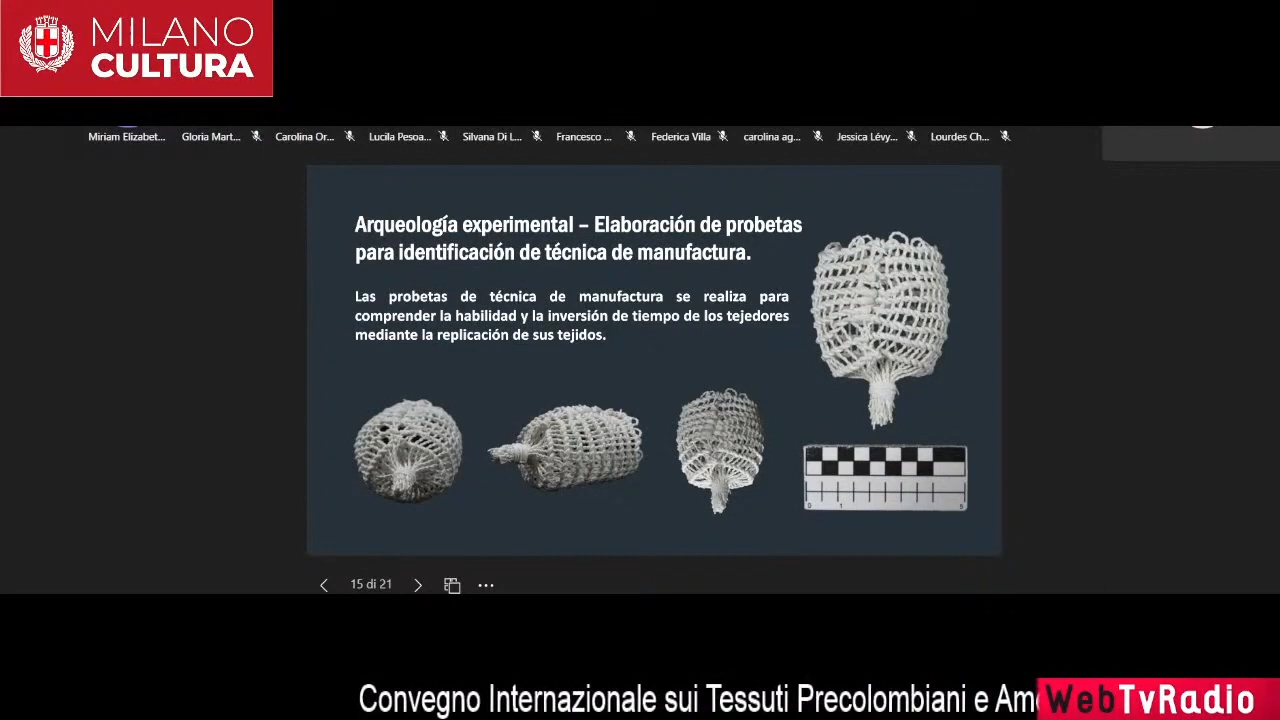 MILANO
CULTURA
Miriam Elizabet... Gloria Mart... Carolina Or... Lucila Pesoa... Silvana Di L... Francesco ... Federica Villa carolina ag... Jessica Lévy... Lourdes Ch...
Arqueología experimental – Elaboración de probetas
para identificación de técnica de manufactura.
Las probetas de técnica de manufactura se realiza para
comprender la habilidad y la inversión de tiempo de los tejedores
mediante la replicación de sus tejidos.
0 1 5
15 di 21
Convegno Internazionale sui Tessuti Precolombiani e Am
WebTvRadio